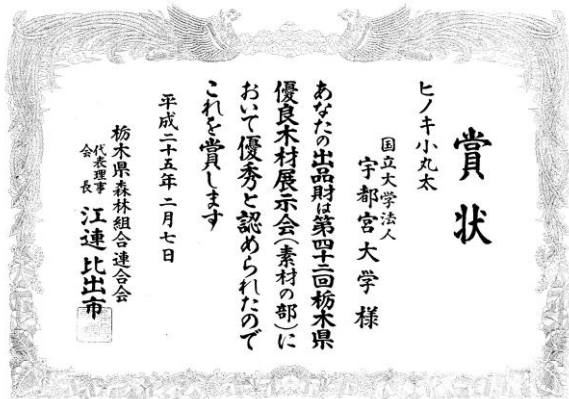 賞状
ヒノキ小丸太
国立大学法人
宇都宮大学 様
あなたの出品財は第四十二回栃木県
優良木材展示会(素材の部)に
おいて優秀と認められたので
これを賞します
平成二十五年二月七日
栃木県森林組合連合会
代表理事会長 江連比出市